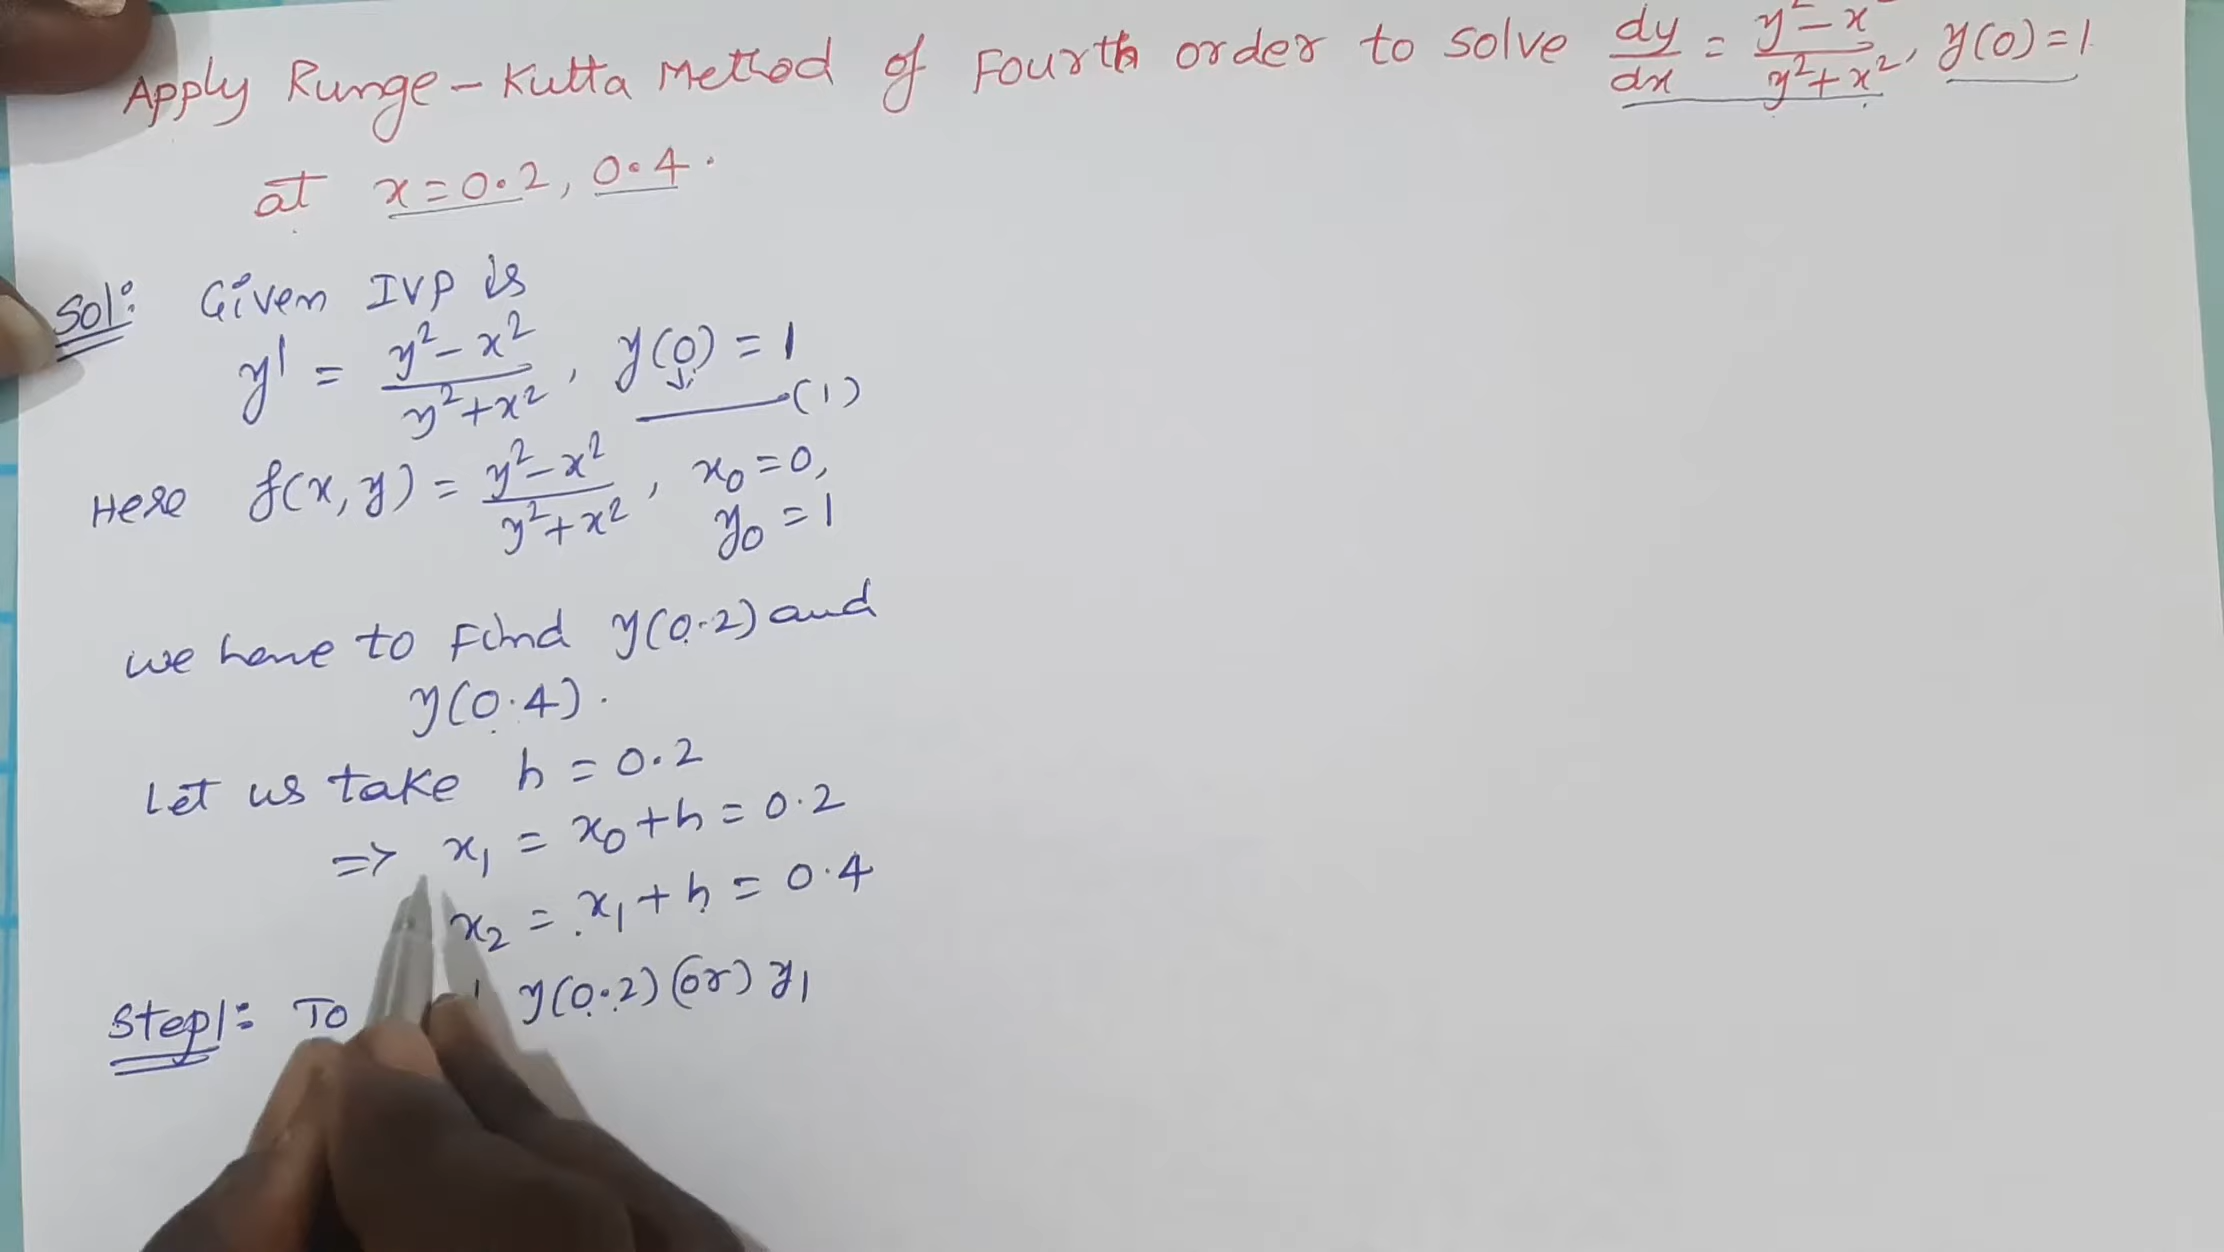 Apply Runge-Kutta Method of Fourth order to solve dy/dx = y²-x²/y²+x², y(0)=1
at x=0.2, 0.4.
Sol: Given IVP is
y' = y²-x²/y²+x², y(0)=1
(1)
Here f(x,y) = y²-x²/y²+x², x₀=0,
y₀=1
we have to find y(0.2) and
y(0.4).
Let us take h=0.2
=> x₁ = x₀+h = 0.2
x₂ = x₁+h = 0.4
Step1: To y(0.2) (or) y₁